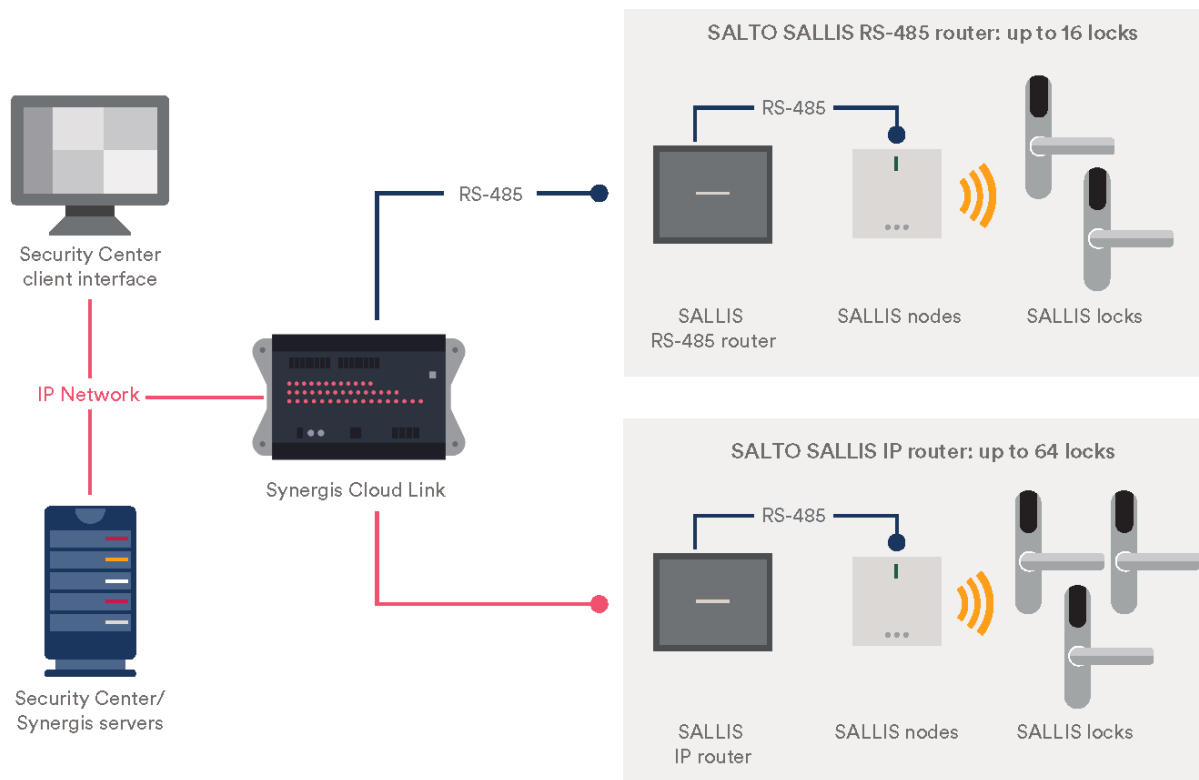 Security Center
client interface
IP Network
Security Center/
Synergis servers
Synergis Cloud Link
RS-485
SALTO SALLIS RS-485 router: up to 16 locks
RS-485
SALLIS
RS-485 router
SALLIS nodes
SALLIS locks
SALTO SALLIS IP router: up to 64 locks
RS-485
SALLIS
IP router
SALLIS nodes
SALLIS locks